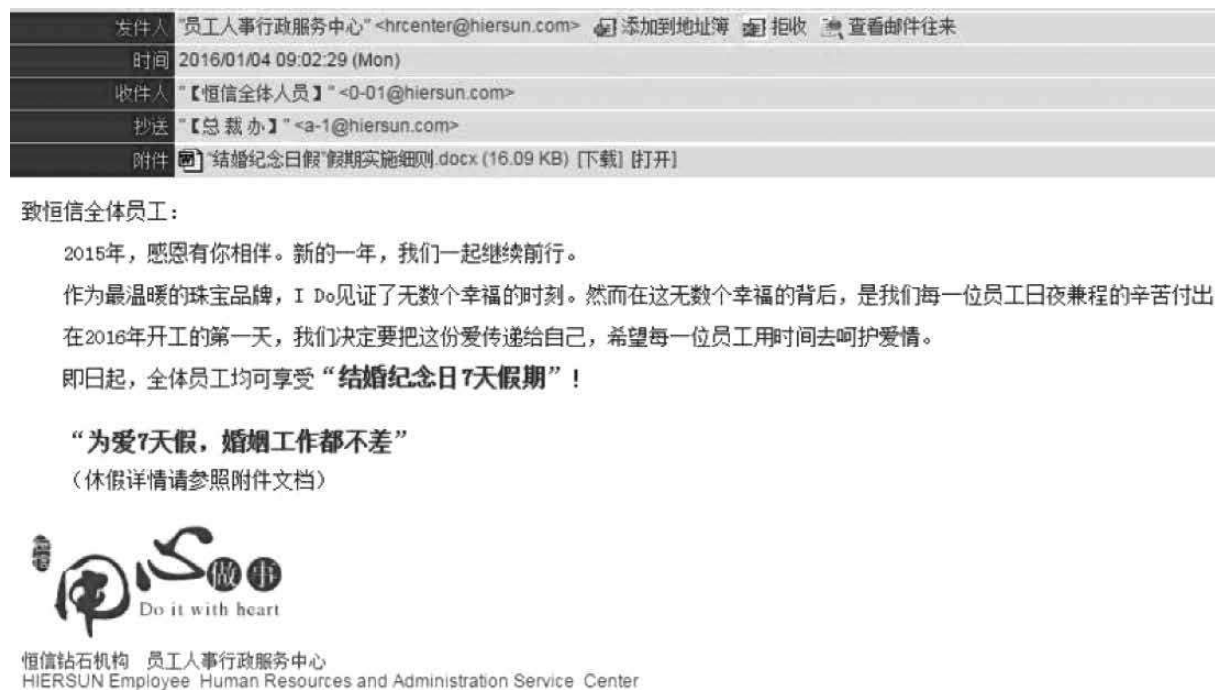 发件人 "员工人事行政服务中心" <hrcenter@hiersun.com> 添加到地址簿 拒收 查看邮件往来
时间 2016/01/04 09:02:29 (Mon)
收件人 "【恒信全体人员】" <0-01@hiersun.com>
抄送 "【总裁办】" <a-1@hiersun.com>
附件 "结婚纪念日假"假期实施细则.docx (16.09 KB) [下载] [打开]
致恒信全体员工：
2015年，感恩有你相伴。新的一年，我们一起继续前行。
作为最温暖的珠宝品牌，I Do见证了无数个幸福的时刻。然而在这无数个幸福的背后，是我们每一位员工日夜兼程的辛苦付出
在2016年开工的第一天，我们决定要把这份爱传递给自己，希望每一位员工用时间去呵护爱情。
即日起，全体员工均可享受“结婚纪念日7天假期”！
“为爱7天假，婚姻工作都不差”
（休假详情请参照附件文档）
用心做事
Do it with heart
恒信钻石机构 员工人事行政服务中心
HIERSUN Employee Human Resources and Administration Service Center